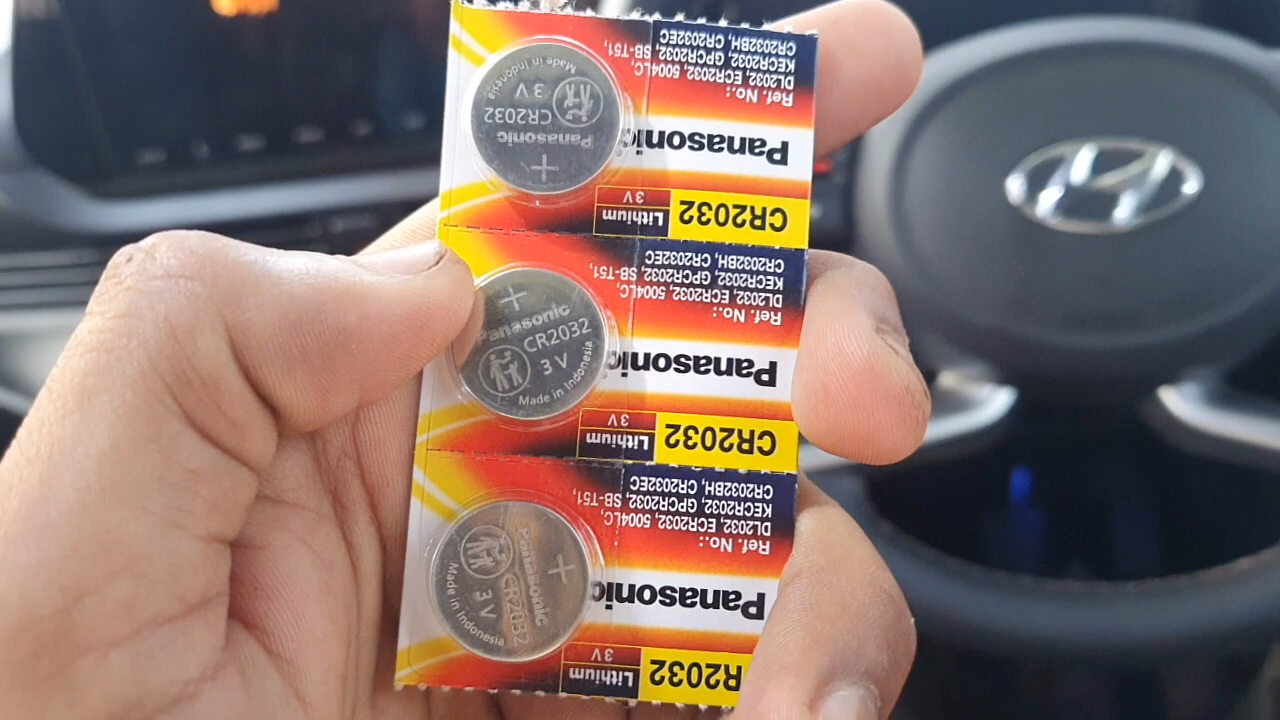 CR2032
Lithium
3V
Panasonic
Ref. No.:
DL2032, ECR2032, 5004LC,
KECR2032, GPCR2032, SB-T51,
CR2032BH, CR2032EC
+
Panasonic
CR2032
3 V
Made in Indonesia
CR2032
Lithium
3V
Panasonic
Ref. No.:
DL2032, ECR2032, 5004LC,
KECR2032, GPCR2032, SB-T51,
CR2032BH, CR2032EC
+
Panasonic
CR2032
3 V
Made in Indonesia
R2032
Lithium
3V
Panasonic
Ref. No.:
DL2032, ECR2032, 5004LC,
KECR2032, GPCR2032, SB-T51,
CR2032BH, CR2032EC
+
Panasonic
CR2032
3 V
Made in Indonesia